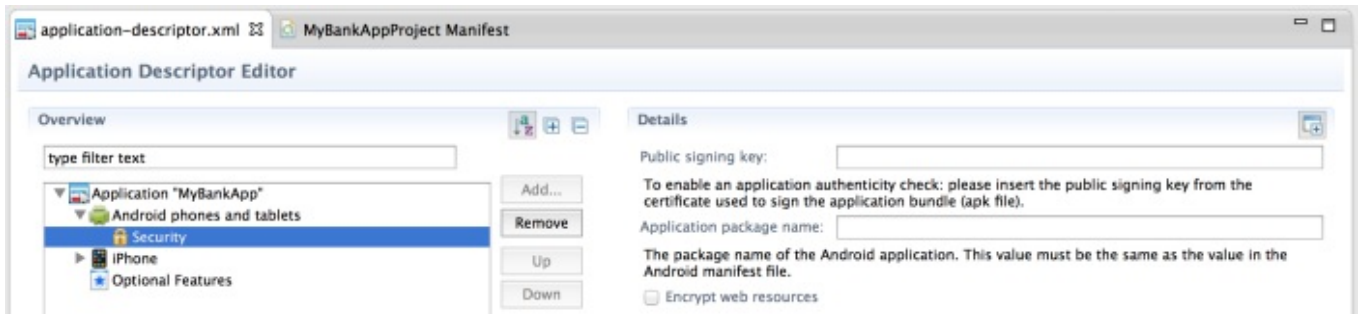 application-descriptor.xml MyBankAppProject Manifest
Application Descriptor Editor
Overview
type filter text
Application "MyBankApp"
Android phones and tablets
Security
iPhone
Optional Features
Add...
Remove
Up
Down
Details
Public signing key:
To enable an application authenticity check: please insert the public signing key from the
certificate used to sign the application bundle (apk file).
Application package name:
The package name of the Android application. This value must be the same as the value in the
Android manifest file.
Encrypt web resources